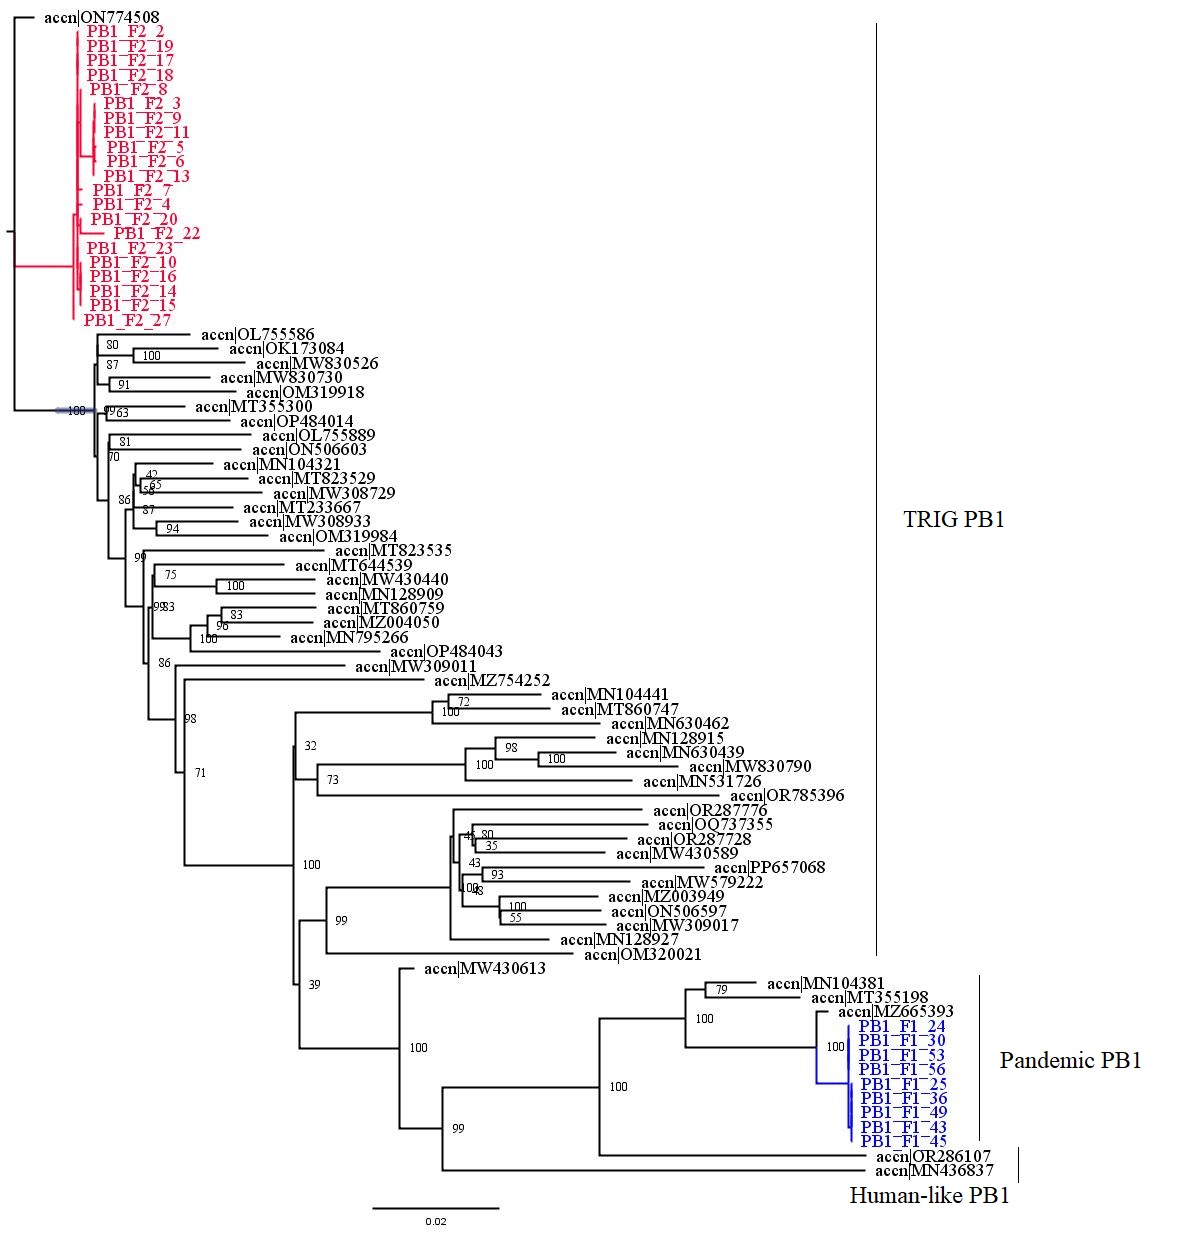 accn|ON774508
PB1_F2_2
PB1_F2_19
PB1_F2_17
PB1_F2_18
PB1_F2_8
PB1_F2_3
PB1_F2_9
PB1_F2_11
PB1_F2_5
PB1_F2_6
PB1_F2_13
PB1_F2_7
PB1_F2_4
PB1_F2_20
PB1_F2_22
PB1_F2_23
PB1_F2_10
PB1_F2_16
PB1_F2_14
PB1_F2_15
PB1_F2_27
accn|OL755586
80
accn|OK173084
100
accn|MW830526
87
accn|MW830730
91
accn|OM319918
accn|MT355300
100
99
63
accn|OP484014
accn|OL755889
81
accn|ON506603
70
accn|MN104321
42
accn|MT823529
65
56
accn|MW308729
86
accn|MT233667
87
accn|MW308933
94
accn|OM319984
accn|MT823535
99
accn|MT644539
75
accn|MW430440
100
accn|MN128909
99
83
accn|MT860759
83
accn|MZ004050
96
accn|MN795266
100
accn|OP484043
86
accn|MW309011
accn|MZ754252
accn|MN104441
72
accn|MT860747
100
accn|MN630462
98
accn|MN128915
32
98
accn|MN630439
100
accn|MW830790
100
71
73
accn|MN531726
accn|OR785396
accn|OR287776
accn|OQ737355
45
80
accn|OR287728
35
accn|MW430589
100
43
accn|PP657068
93
accn|MW579222
100
48
accn|MZ003949
100
accn|ON506597
55
accn|MW309017
99
accn|MN128927
accn|OM320021
TRIG PB1
accn|MW430613
39
accn|MN104381
79
accn|MT355198
accn|MZ665393
100
PB1_F1_24
PB1_F1_30
100
100
PB1_F1_53
PB1_F1_56
PB1_F1_25
100
PB1_F1_36
PB1_F1_49
PB1_F1_43
99
PB1_F1_45
Pandemic PB1
accn|OR286107
accn|MN436837
Human-like PB1
0.02